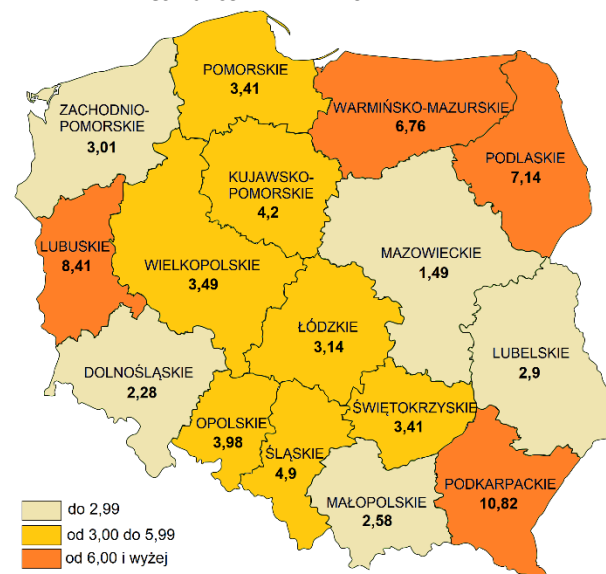 POMORSKIE
3,41
ZACHODNIO-
POMORSKIE
3,01
WARMIŃSKO-MAZURSKIE
6,76
PODLASKIE
7,14
KUJAWSKO-
POMORSKIE
4,2
LUBUSKIE
8,41
WIELKOPOLSKIE
3,49
MAZOWIECKIE
1,49
ŁÓDZKIE
3,14
LUBELSKIE
2,9
DOLNOŚLĄSKIE
2,28
OPOLSKIE
3,98
ŚLĄSKIE
4,9
ŚWIĘTOKRZYSKIE
3,41
MAŁOPOLSKIE
2,58
PODKARPACKIE
10,82
do 2,99
od 3,00 do 5,99
od 6,00 i wyżej